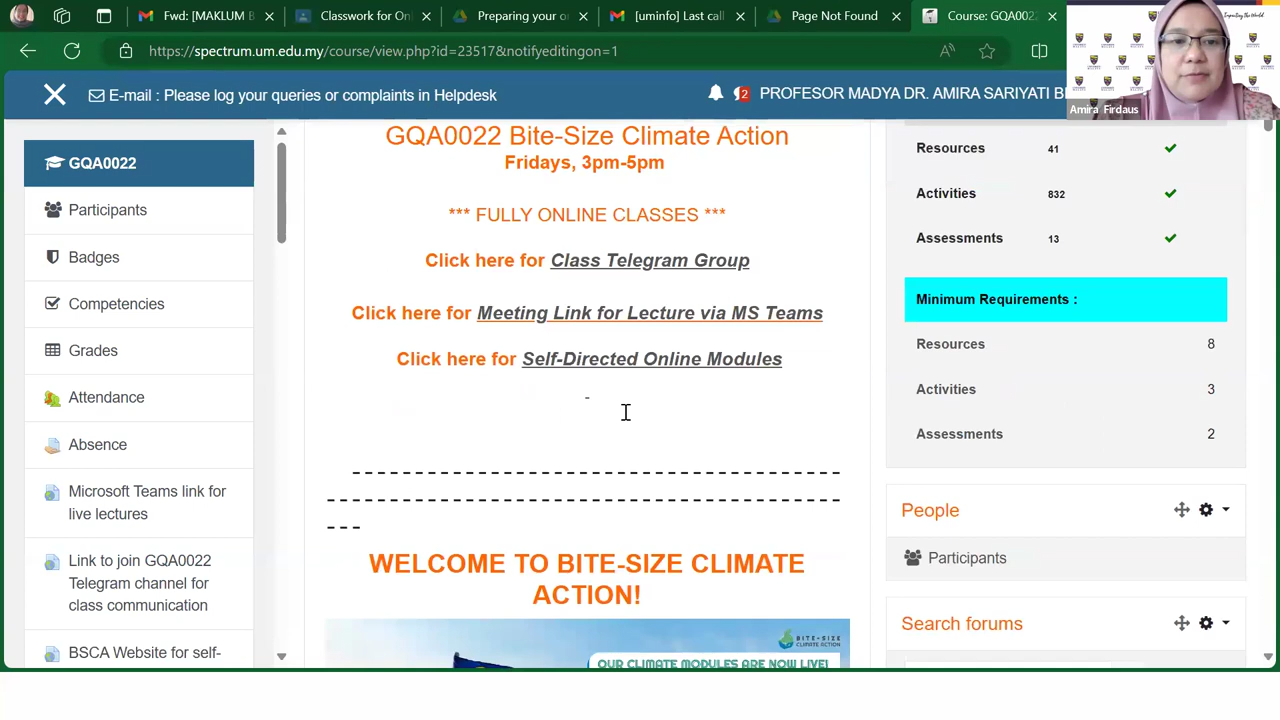 Fwd: [MAKLUM B
Classwork for Onl
Preparing your o
[uminfo] Last call
Page Not Found
Course: GQA0022
https://spectrum.um.edu.my/course/view.php?id=23517&notifyeditingon=1
E-mail : Please log your queries or complaints in Helpdesk
2
PROFESOR MADYA DR. AMIRA SARIYATI B
Amira Firdaus
GQA0022
Participants
Badges
Competencies
Grades
Attendance
Absence
Microsoft Teams link for
live lectures
Link to join GQA0022
Telegram channel for
class communication
BSCA Website for self-
GQA0022 Bite-Size Climate Action
Fridays, 3pm-5pm
*** FULLY ONLINE CLASSES ***
Click here for Class Telegram Group
Click here for Meeting Link for Lecture via MS Teams
Click here for Self-Directed Online Modules
-
- - - - - - - - - - - - - - - - - - - - - - - - - - - - - - - - - - - - - - -
- - - - - - - - - - - - - - - - - - - - - - - - - - - - - - - - - - - - - - - - -
- - -
WELCOME TO BITE-SIZE CLIMATE
ACTION!
BITE-SIZE
CLIMATE-ACTION
OUR CLIMATE MODULES ARE NOW LIVE!
Resources 41
Activities 832
Assessments 13
Minimum Requirements :
Resources 8
Activities 3
Assessments 2
People
Participants
Search forums